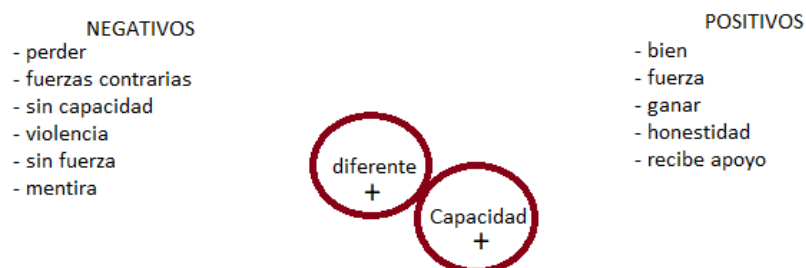 NEGATIVOS
- perder
- fuerzas contrarias
- sin capacidad
- violencia
- sin fuerza
- mentira
diferente
+
Capacidad
+
POSITIVOS
- bien
- fuerza
- ganar
- honestidad
- recibe apoyo